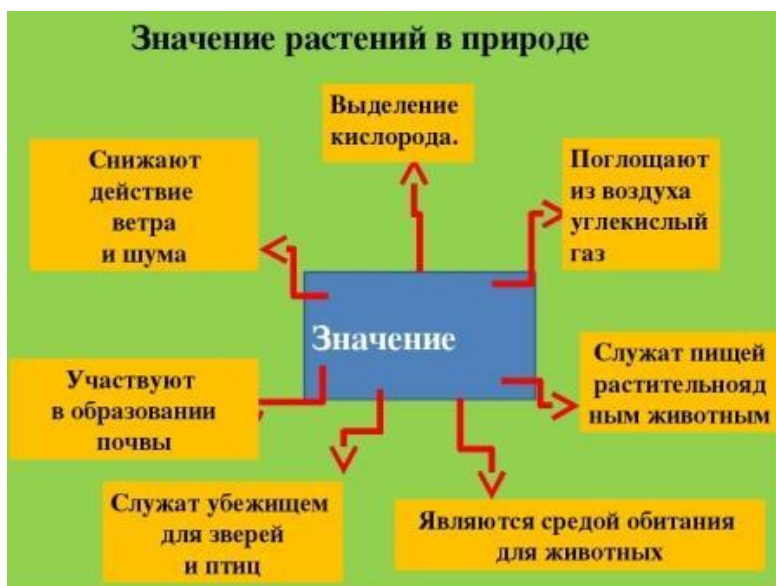 Значение растений в природе
Выделение
кислорода.
Снижают
действие
ветра
и шума
Поглощают
из воздуха
углекислый
газ
Значение
Служат пищей
растительнояд
ным животным
Участвуют
в образовании
почвы
Служат убежищем
для зверей
и птиц
Являются средой обитания
для животных